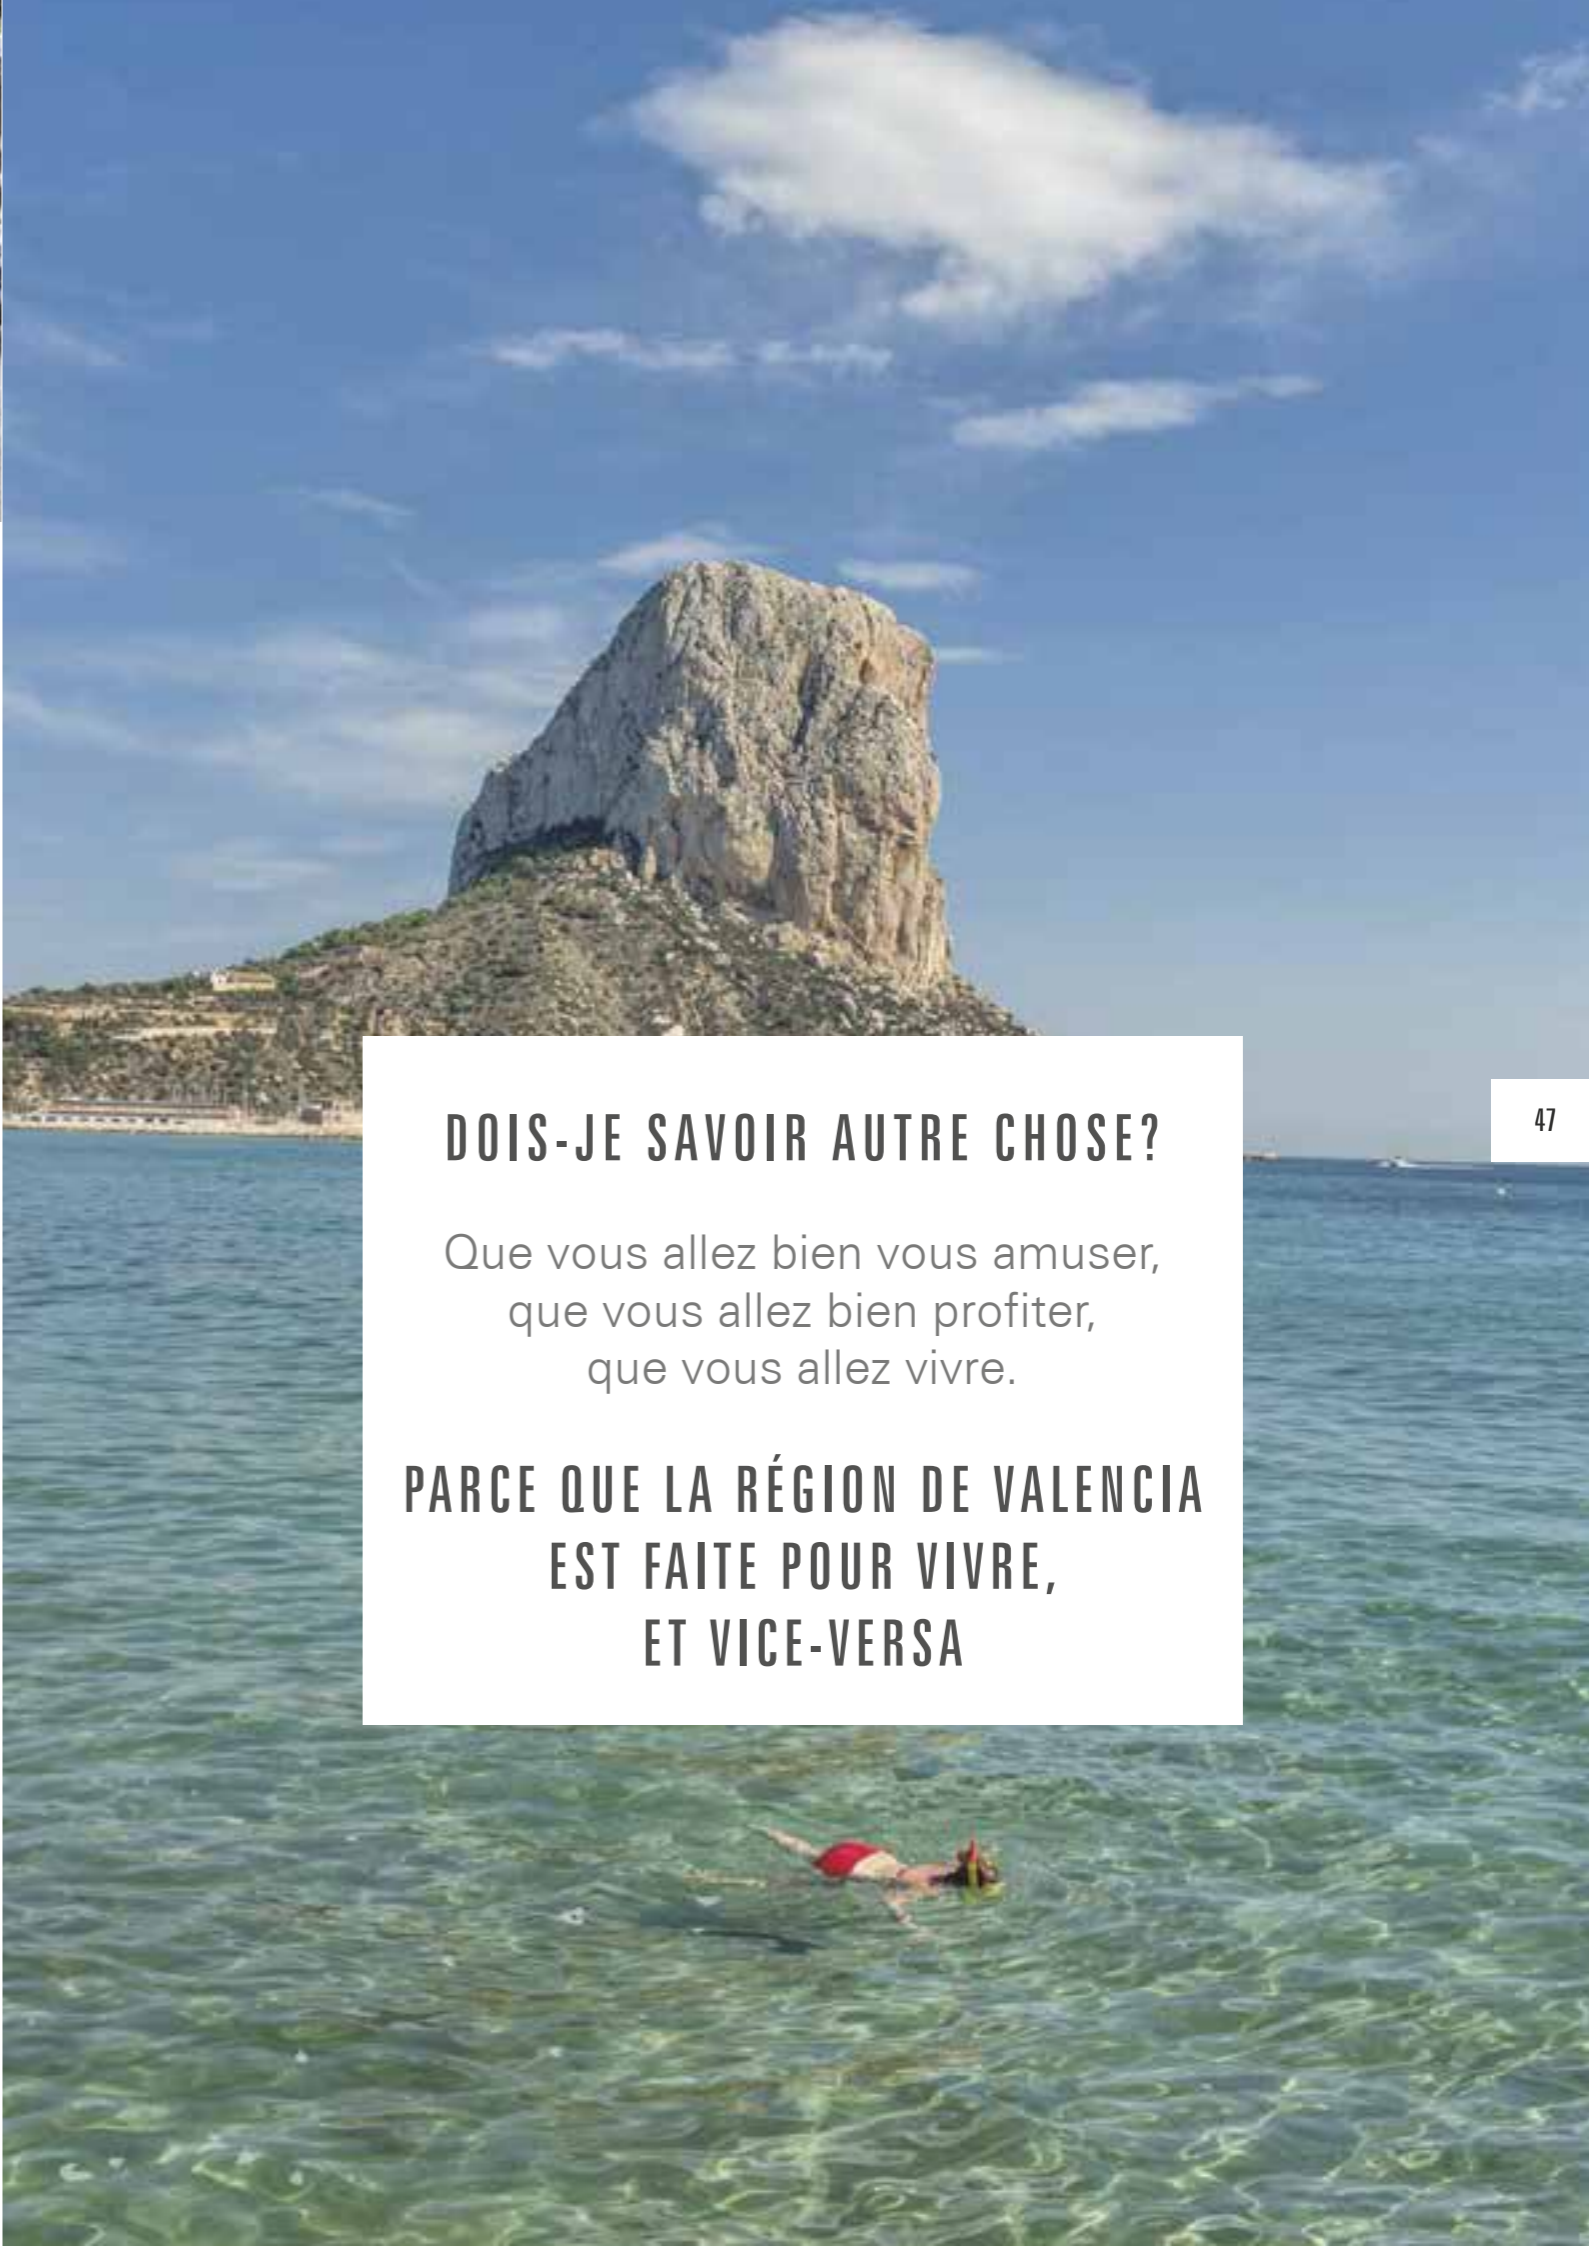 DOIS-JE SAVOIR AUTRE CHOSE?
Que vous allez bien vous amuser,
que vous allez bien profiter,
que vous allez vivre.
PARCE QUE LA RÉGION DE VALENCIA
EST FAITE POUR VIVRE,
ET VICE-VERSA
47